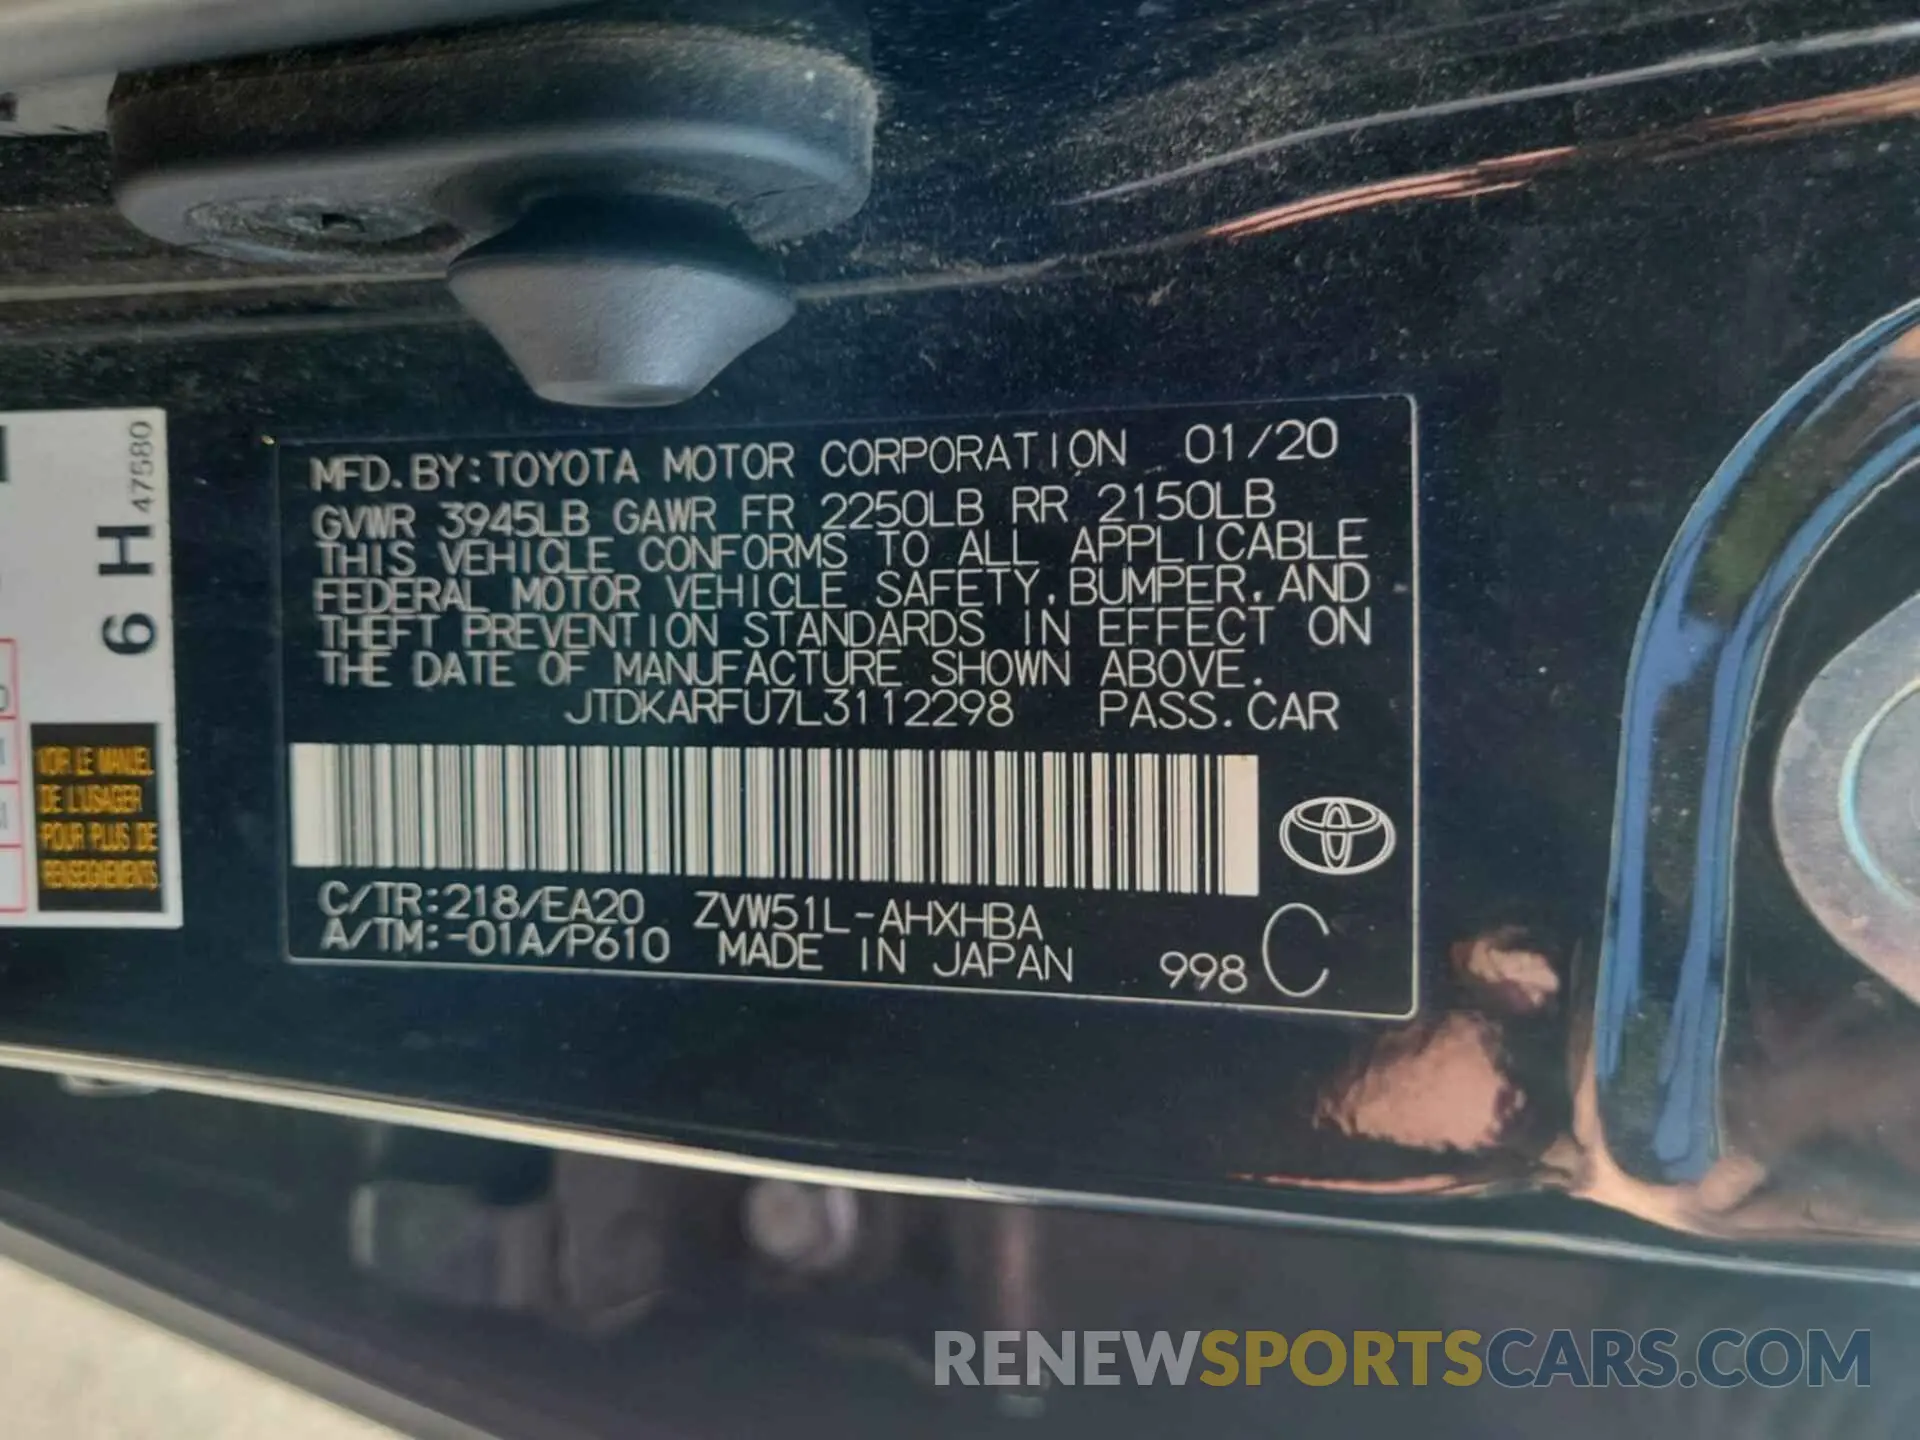 MFD.BY:TOYOTA MOTOR CORPORATION 01/20
GVWR 3945LB GAWR FR 2250LB RR 2150LB
THIS VEHICLE CONFORMS TO ALL APPLICABLE
FEDERAL MOTOR VEHICLE SAFETY,BUMPER,AND
THEFT PREVENTION STANDARDS IN EFFECT ON
THE DATE OF MANUFACTURE SHOWN ABOVE.
JTDKARFU7L3112298 PASS.CAR
C/TR:218/EA20 ZVW51L-AHXHBA
A/TM:-01A/P610 MADE IN JAPAN 998 C
6 H 47580
VOIR LE MANUEL
DE L'USAGER
POUR PLUS DE
RENSEIGNEMENTS
RENEWSPORTSCARS.COM